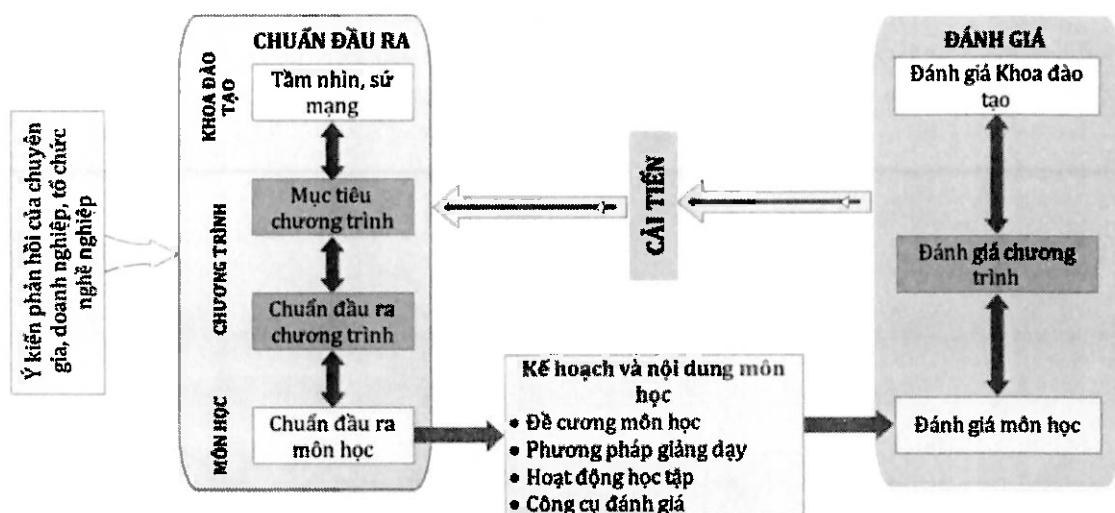 Ý kiến phản hồi của chuyên
gia, doanh nghiệp, tổ chức
nghề nghiệp
CHUẨN ĐẦU RA
KHOA ĐÀO
TẠO
Tầm nhìn, sứ
mạng
CHƯƠNG TRÌNH
Mục tiêu
chương trình
Chuẩn đầu ra
chương trình
MÔN HỌC
Chuẩn đầu ra
môn học
CẢI TIẾN
Kế hoạch và nội dung môn
học
• Đề cương môn học
• Phương pháp giảng dạy
• Hoạt động học tập
• Công cụ đánh giá
ĐÁNH GIÁ
Đánh giá Khoa đào
tạo
Đánh giá chương
trình
Đánh giá môn học